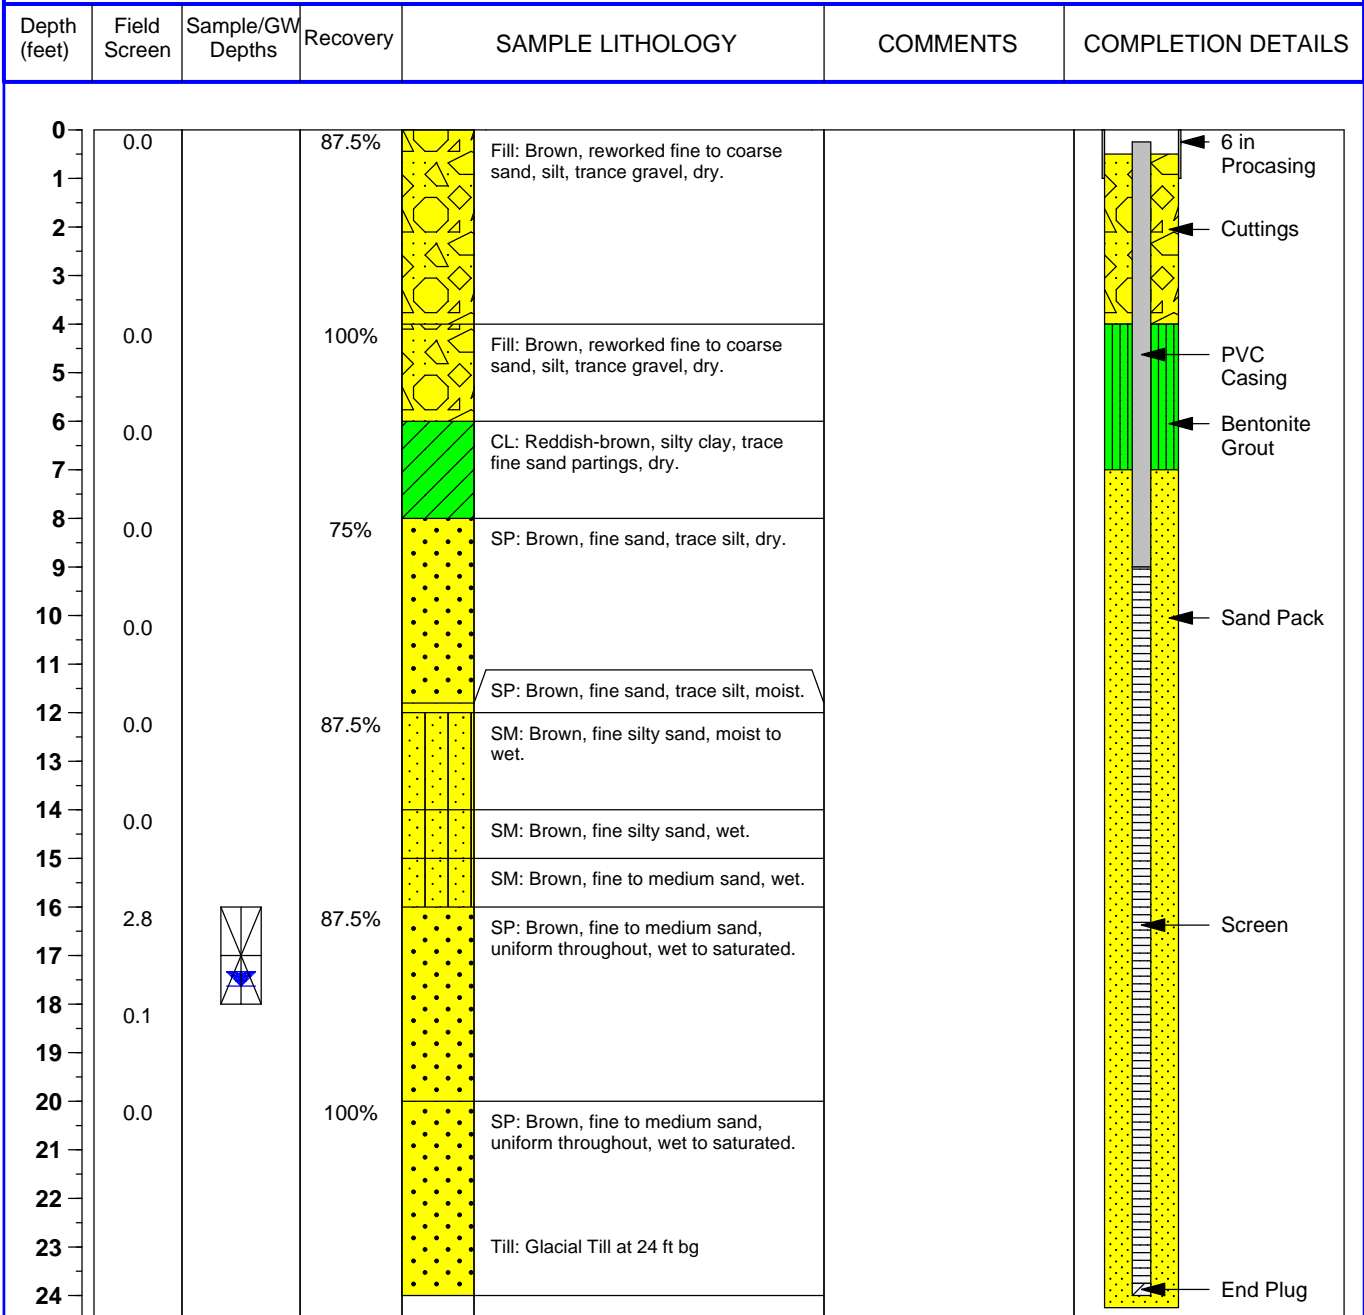 Depth (feet)
Field Screen
Sample/GW Depths
Recovery
SAMPLE LITHOLOGY
COMMENTS
COMPLETION DETAILS
0
0.0
87.5%
Fill: Brown, reworked fine to coarse
sand, silt, trance gravel, dry.
6 in
Procasing
1
2
Cuttings
3
4
0.0
100%
Fill: Brown, reworked fine to coarse
sand, silt, trance gravel, dry.
PVC
Casing
5
6
0.0
CL: Reddish-brown, silty clay, trace
fine sand partings, dry.
Bentonite
Grout
7
8
0.0
75%
SP: Brown, fine sand, trace silt, dry.
9
10
0.0
Sand Pack
11
SP: Brown, fine sand, trace silt, moist.
12
0.0
87.5%
SM: Brown, fine silty sand, moist to
wet.
13
14
0.0
SM: Brown, fine silty sand, wet.
15
SM: Brown, fine to medium sand, wet.
16
2.8
87.5%
SP: Brown, fine to medium sand,
uniform throughout, wet to saturated.
Screen
17
18
0.1
19
20
0.0
100%
SP: Brown, fine to medium sand,
uniform throughout, wet to saturated.
21
22
23
Till: Glacial Till at 24 ft bg
24
End Plug